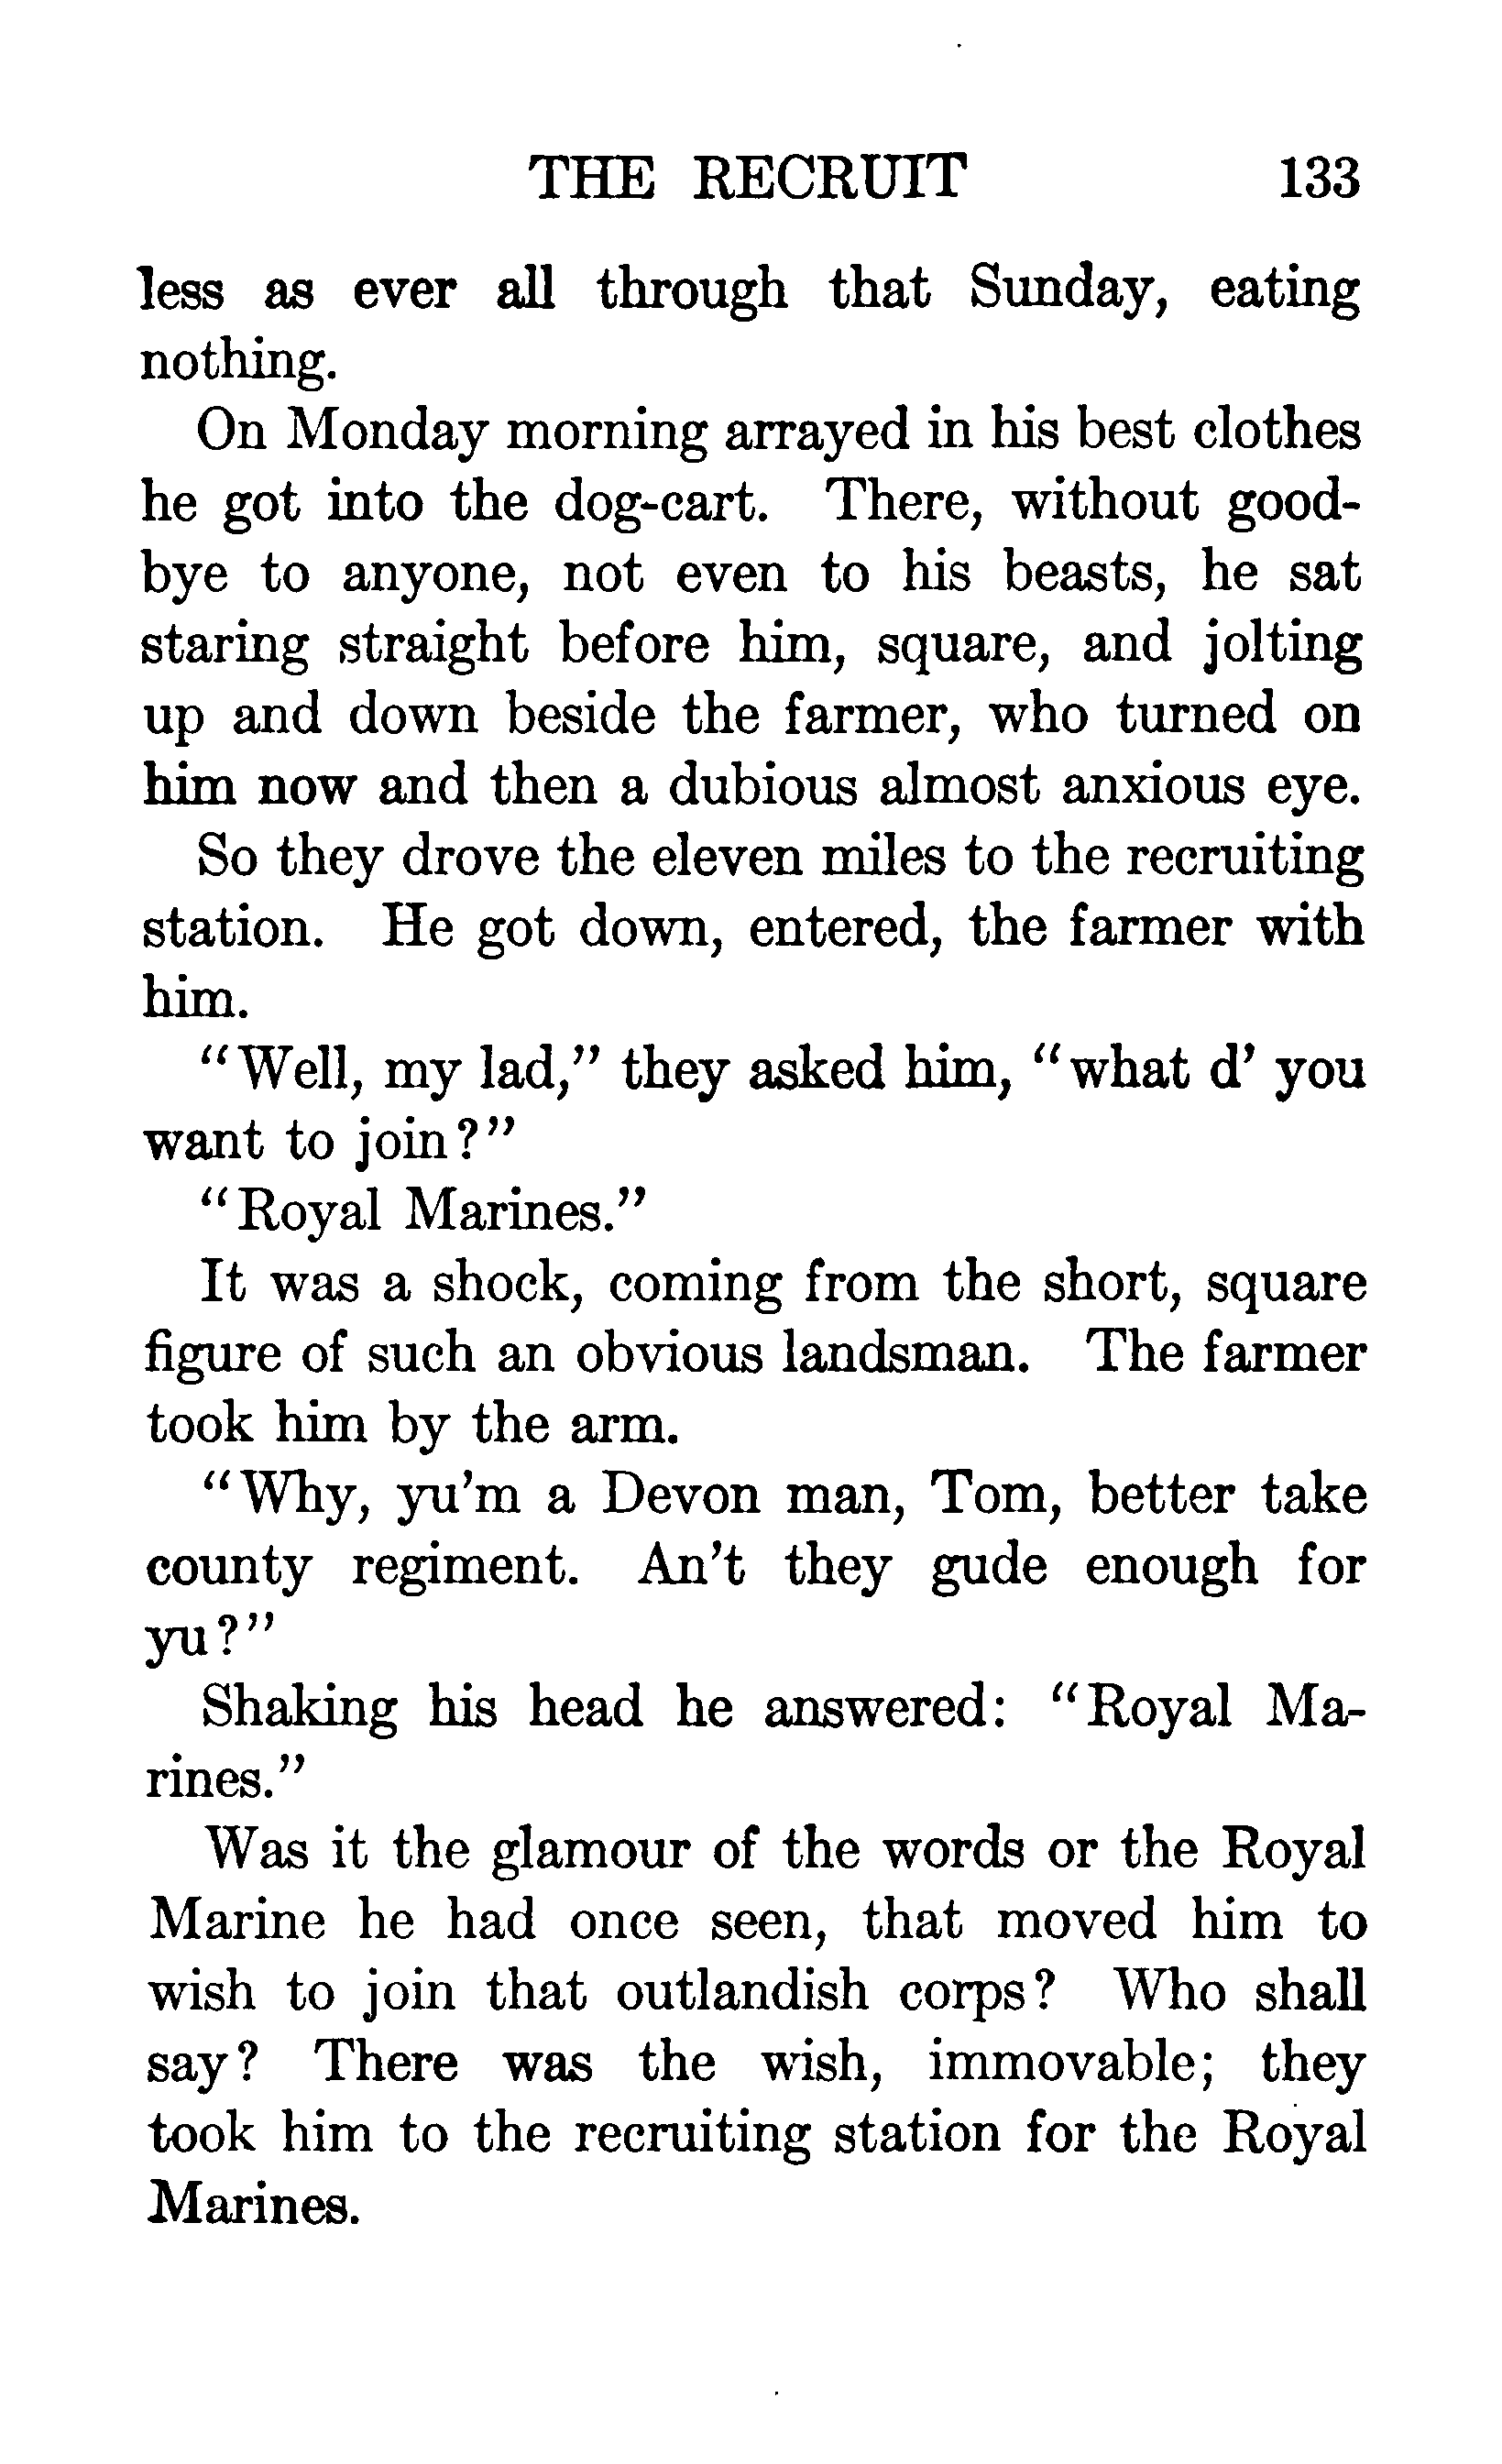 THE RECRUIT 133
less as ever all through that Sunday, eating
nothing.
On Monday morning arrayed in his best clothes
he got into the dog-cart. There, without good-
bye to anyone, not even to his beasts, he sat
staring straight before him, square, and jolting
up and down beside the farmer, who turned on
him now and then a dubious almost anxious eye.
So they drove the eleven miles to the recruiting
station. He got down, entered, the farmer with
him.
"Well, my lad," they asked him, "what d' you
want to join?"
"Royal Marines."
It was a shock, coming from the short, square
figure of such an obvious landsman. The farmer
took him by the arm.
"Why, yu'm a Devon man, Tom, better take
county regiment. An't they gude enough for
yu?"
Shaking his head he answered: "Royal Ma-
rines."
Was it the glamour of the words or the Royal
Marine he had once seen, that moved him to
wish to join that outlandish corps? Who shall
say? There was the wish, immovable; they
took him to the recruiting station for the Royal
Marines.